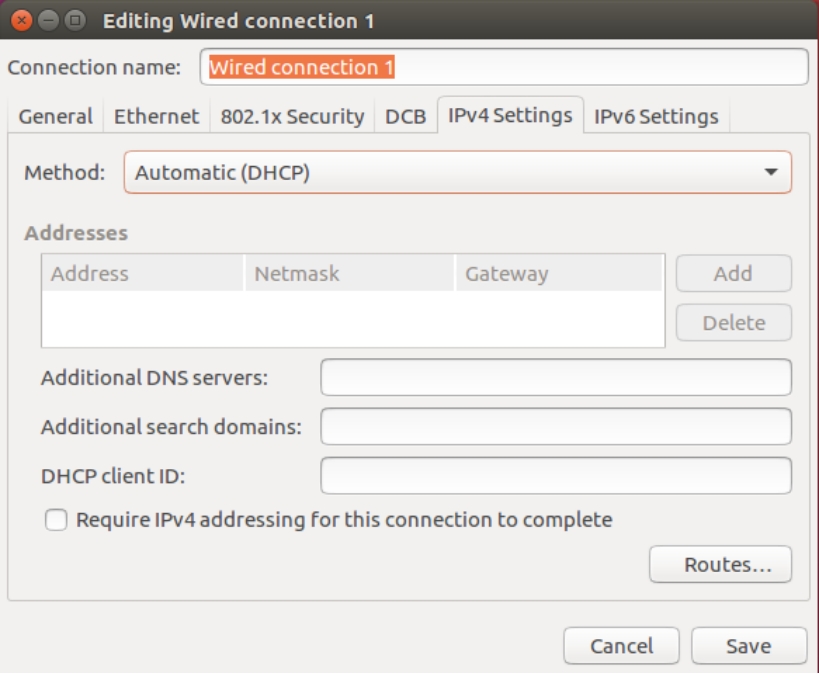 Editing Wired connection 1
Connection name: Wired connection 1
General Ethernet 802.1x Security DCB IPv4 Settings IPv6 Settings
Method: Automatic (DHCP)
Addresses
Address Netmask Gateway Add
Delete
Additional DNS servers:
Additional search domains:
DHCP client ID:
Require IPv4 addressing for this connection to complete
Routes...
Cancel Save